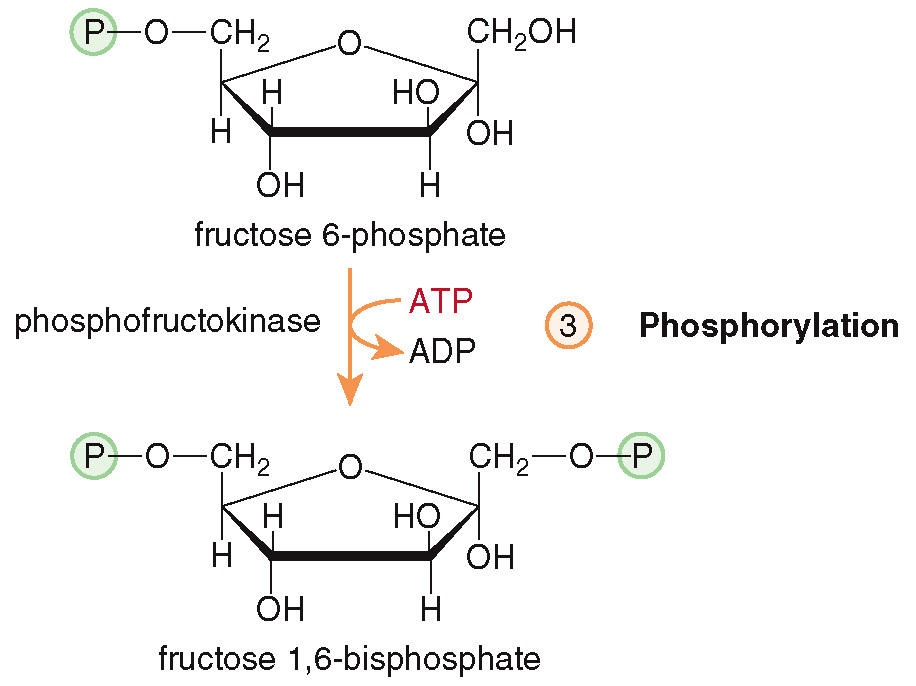 P—O—CH₂ O CH₂OH
H HO
H OH
OH H
fructose 6-phosphate
ATP
phosphofructokinase 3 Phosphorylation
ADP
P—O—CH₂ O CH₂—O—P
H HO
H OH
OH H
fructose 1,6-bisphosphate